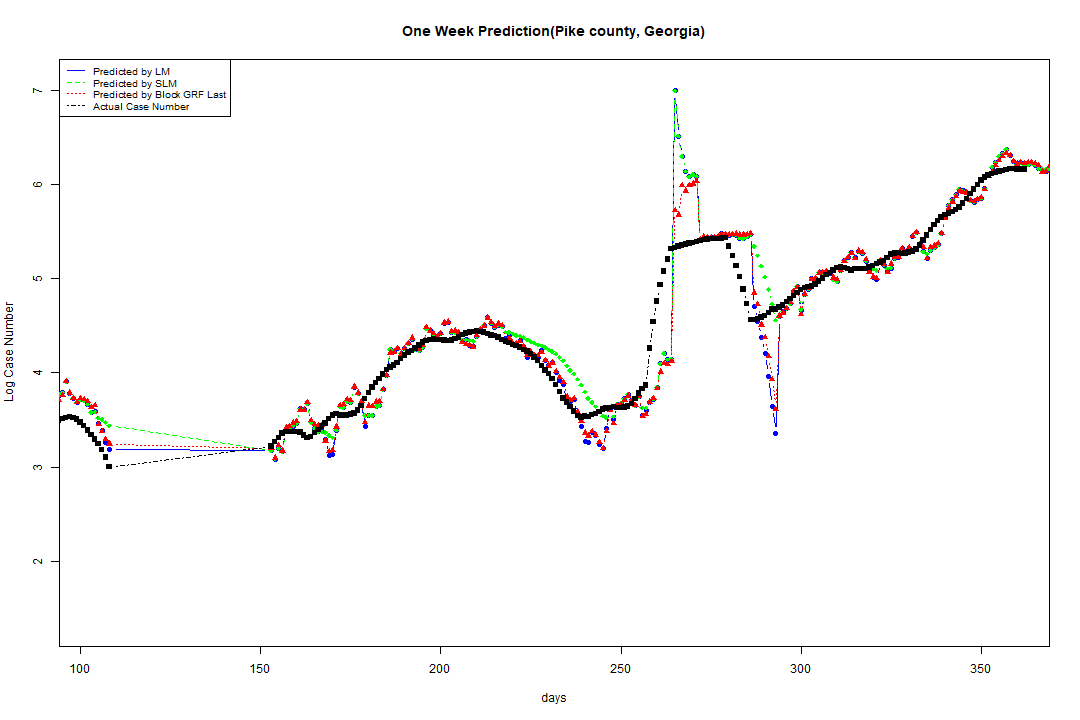 One Week Prediction(Pike county, Georgia)
Predicted by LM
Predicted by SLM
Predicted by Block GRF Last
Actual Case Number
7
6
5
4
3
2
Log Case Number
100 150 200 250 300 350
days